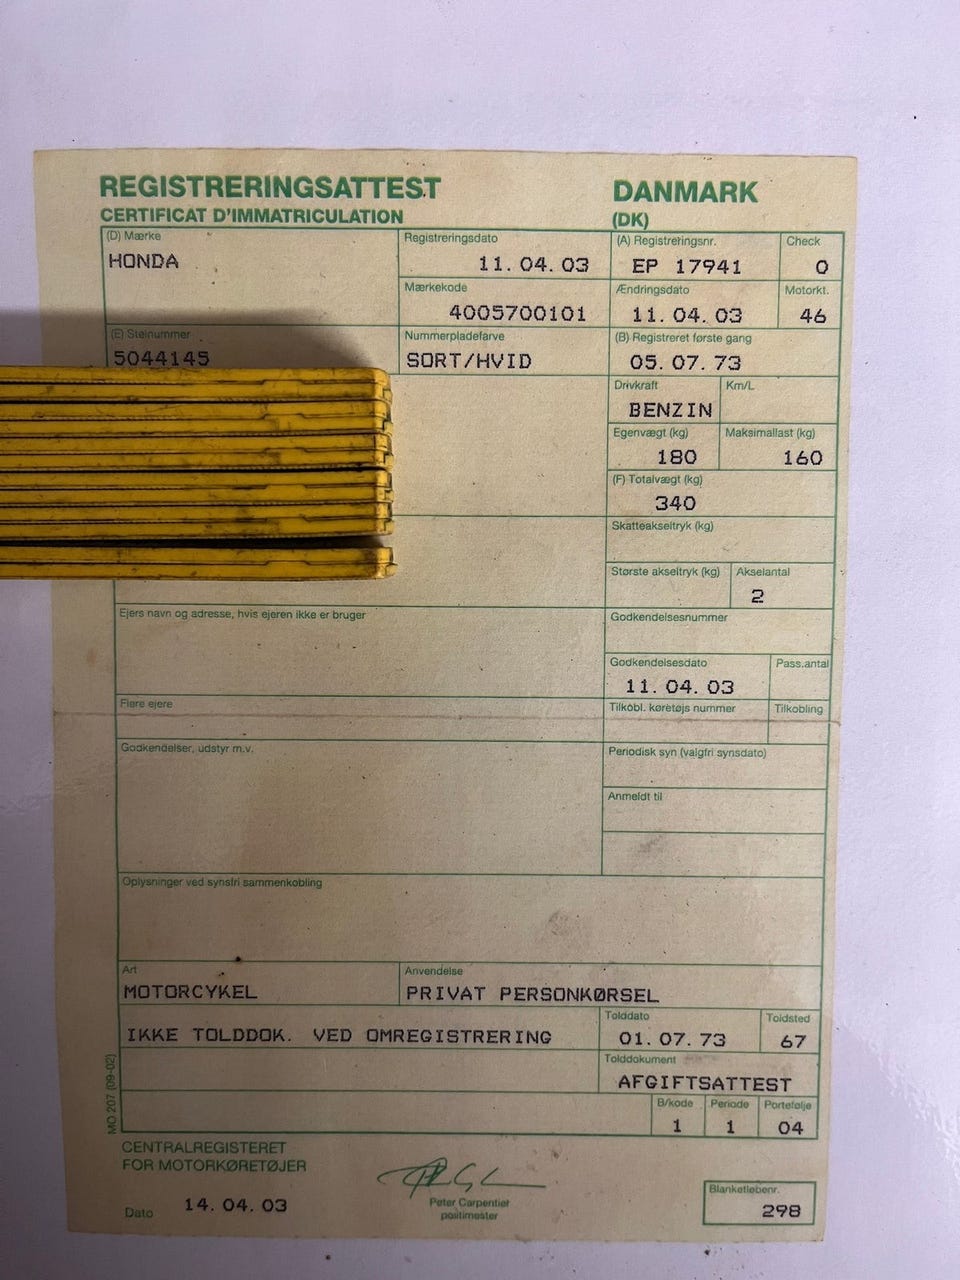 REGISTRERINGSATTEST
CERTIFICAT D'IMMATRICULATION
DANMARK
(DK)
(D) Mærke
HONDA
Registreringsdato
11.04.03
(A) Registreringsnr.
EP 17941
Check
0
Mærkekode
4005700101
Ændringsdato
11.04.03
Motorkt.
46
(E) Stelnummer
5044145
Nummerpladefarve
SORT/HVID
(B) Registreret første gang
05.07.73
Drivkraft
BENZIN
Km/L
Egenvægt (kg)
180
Maksimallast (kg)
160
(F) Totalvægt (kg)
340
Skatteakseltryk (kg)
Største akseltryk (kg)
Akselantal
2
Ejers navn og adresse, hvis ejeren ikke er bruger
Godkendelsesnummer
Godkendelsesdato
11.04.03
Pass.antal
Flere ejere
Tilkobl. køretøjs nummer
Tilkobling
Godkendelser, udstyr m.v.
Periodisk syn (valgfri synsdato)
Anmeldt til
Oplysninger ved synsfri sammenkobling
Art
MOTORCYKEL
Anvendelse
PRIVAT PERSONKØRSEL
IKKE TOLDDOK. VED OMREGISTRERING
Tolddato
01.07.73
Toldsted
67
Tolddokument
AFGIFTSATTEST
B/kode
1
Periode
1
Portefølje
04
MO 207 (09-02)
CENTRALREGISTERET
FOR MOTORKØRETØJER
Dato
14.04.03
Peter Carpentier
politimester
Blanketløbenr.
298